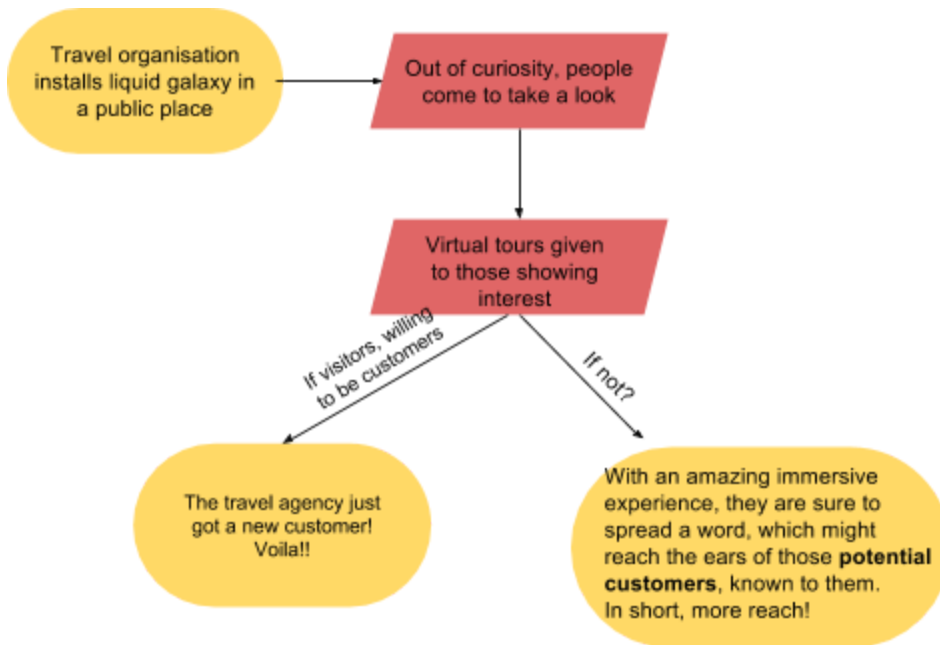 Travel organisation
installs liquid galaxy in
a public place
Out of curiosity, people
come to take a look
Virtual tours given
to those showing
interest
If visitors, willing
to be customers
If not?
The travel agency just
got a new customer!
Voila!!
With an amazing immersive
experience, they are sure to
spread a word, which might
reach the ears of those potential
customers, known to them.
In short, more reach!